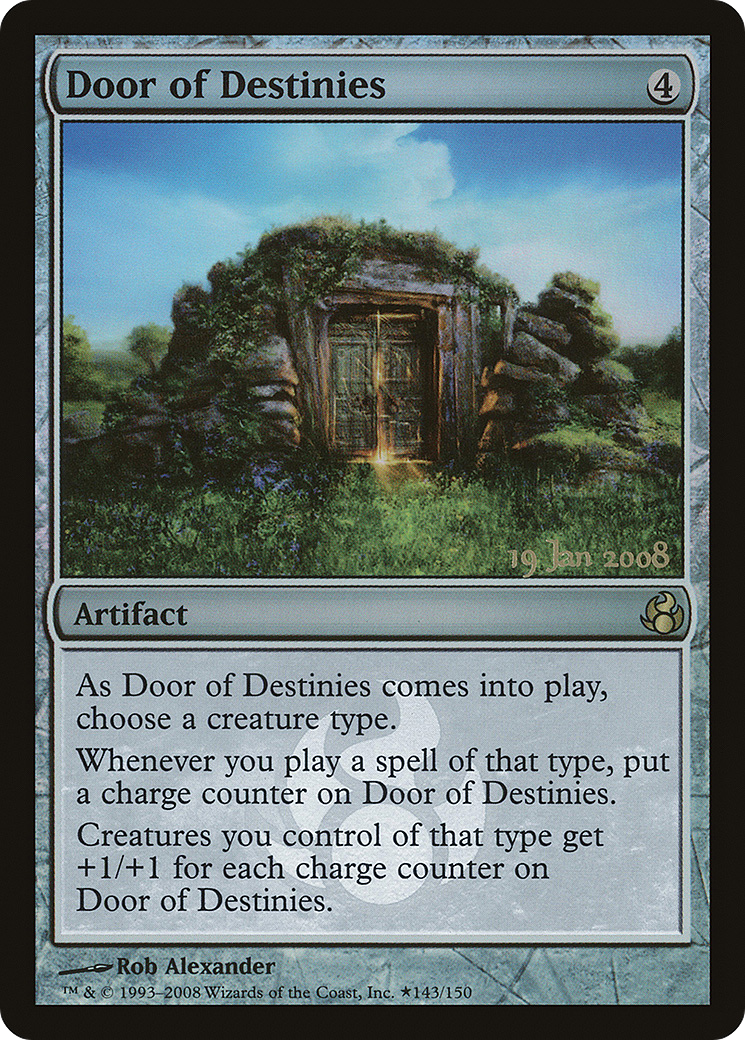 Door of Destinies 4
19 Jan 2008
Artifact
As Door of Destinies comes into play,
choose a creature type.
Whenever you play a spell of that type, put
a charge counter on Door of Destinies.
Creatures you control of that type get
+1/+1 for each charge counter on
Door of Destinies.
Rob Alexander
™ & © 1993–2008 Wizards of the Coast, Inc. ★143/150